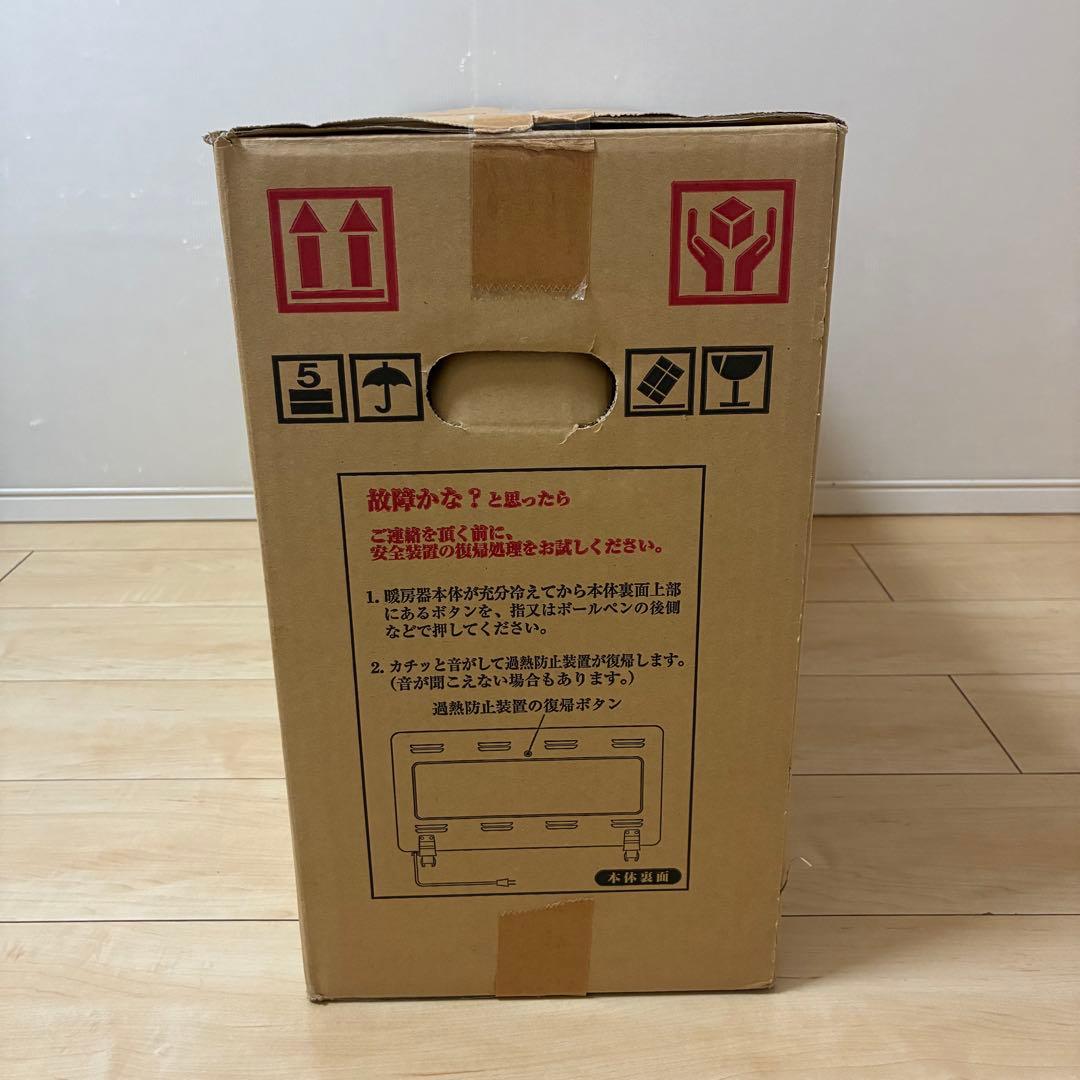 5
故障かな?と思ったら
ご連絡を頂く前に、
安全装置の復帰処理をお試しください。
1. 暖房器本体が充分冷えてから本体裏面上部
にあるボタンを、指又はボールペンの後側
などで押してください。
2. カチッと音がして過熱防止装置が復帰します。
(音が聞こえない場合もあります。)
過熱防止装置の復帰ボタン
本体裏面